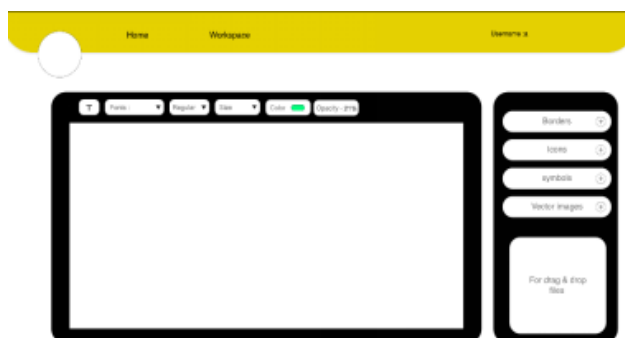 Home Workspace Username
T Fonts : Regular Size Color Opacity -
Borders
Icons
symbols
Vector images
For drag & drop
files